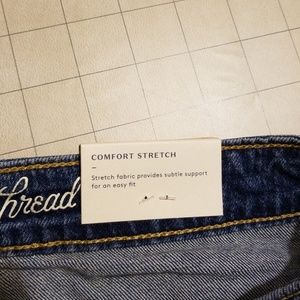 COMFORT STRETCH
Stretch fabric provides subtle support
for an easy fit
thread